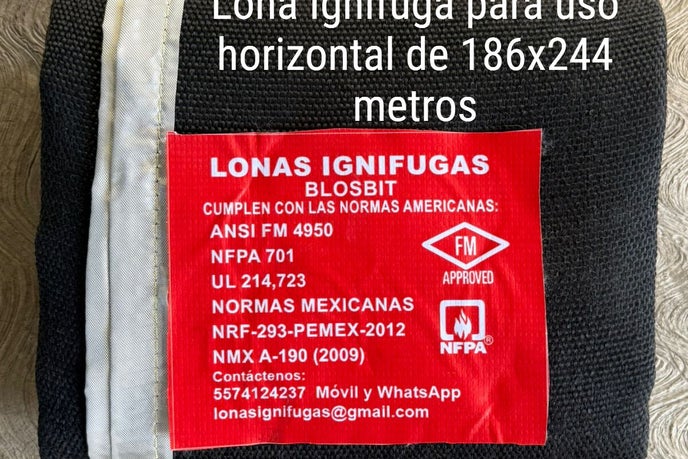 Lona ignífuga para uso
horizontal de 186x244
metros
LONAS IGNIFUGAS
BLOSBIT
CUMPLEN CON LAS NORMAS AMERICANAS:
ANSI FM 4950
NFPA 701
UL 214,723
NORMAS MEXICANAS
NRF-293-PEMEX-2012
NMX A-190 (2009)
Contáctenos:
5574124237 Móvil y WhatsApp
lonasignifugas@gmail.com
FM
APPROVED
NFPA®